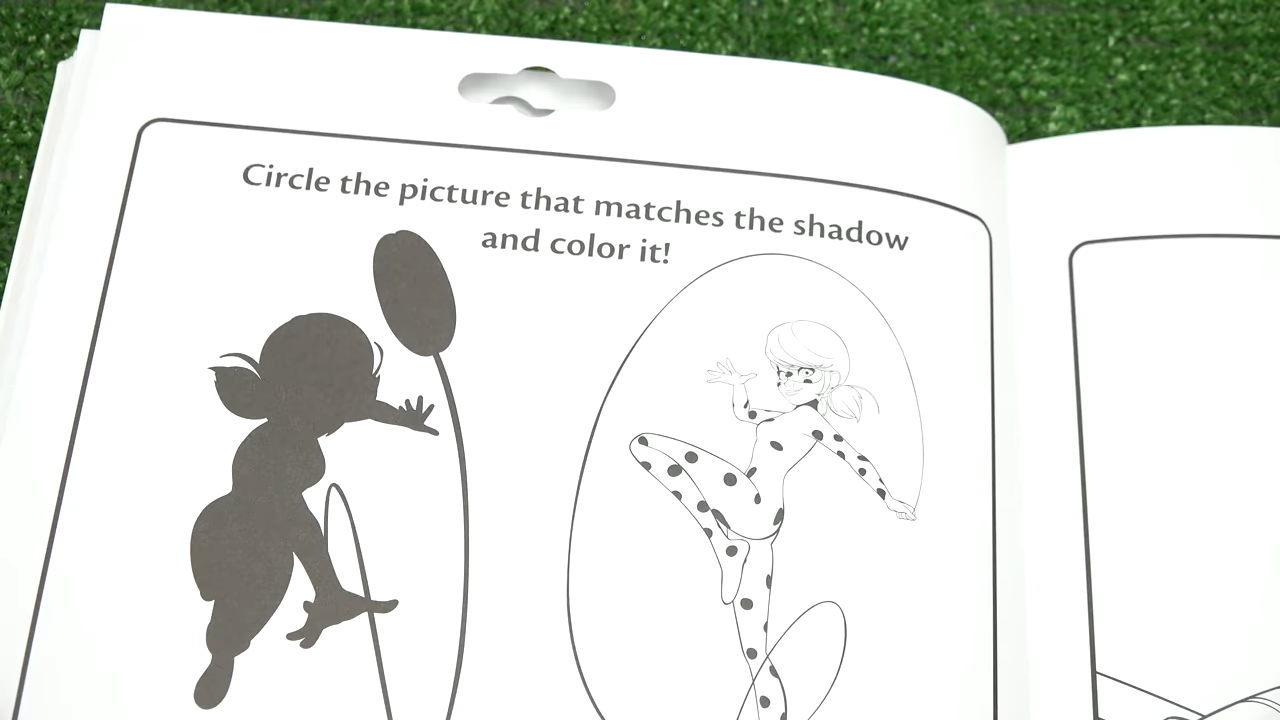 Circle the picture that matches the shadow
and color it!